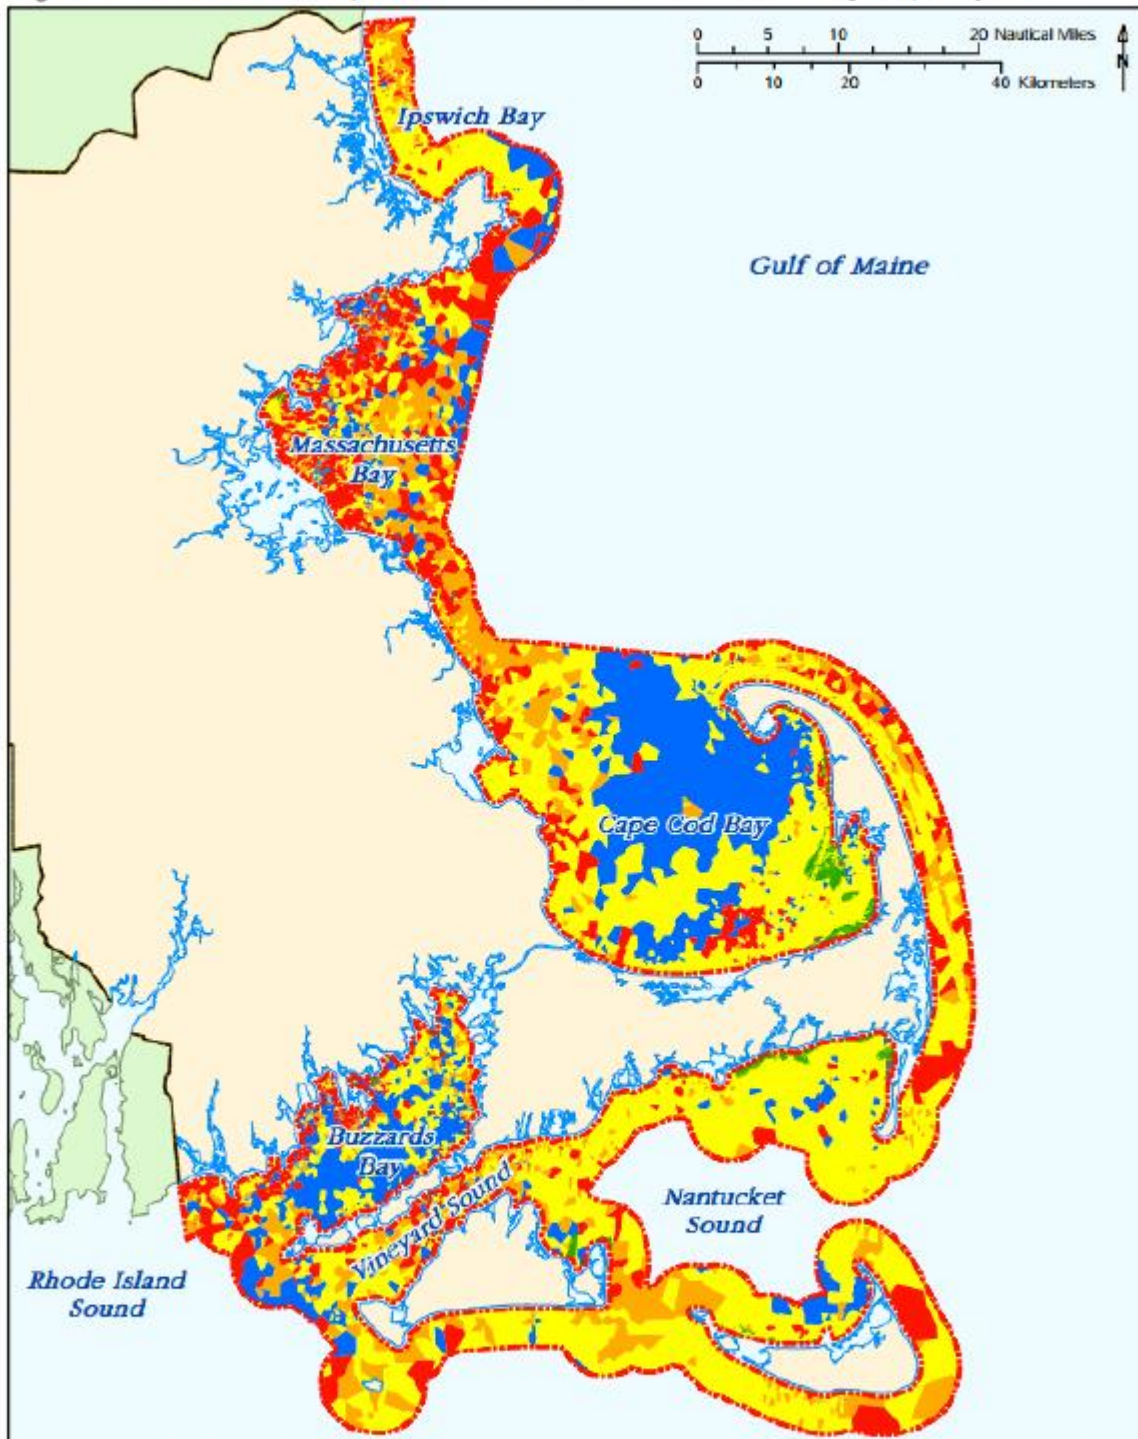 0 5 10 20 Nautical Miles
N
0 10 20 40 Kilometers
Ipswich Bay
Gulf of Maine
Massachusetts
Bay
Cape Cod Bay
Buzzards
Bay
Vineyard Sound
Nantucket
Sound
Rhode Island
Sound